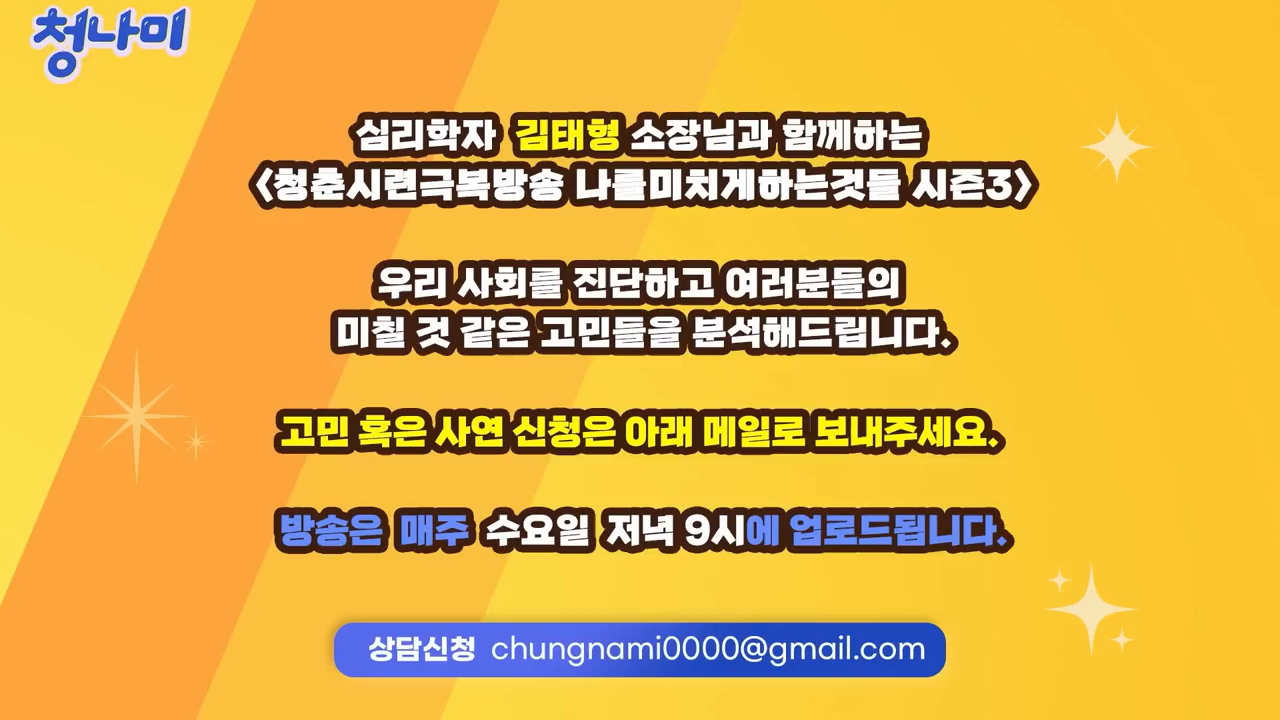 청나미
심리학자 김태형 소장님과 함께하는
<청춘시련극복방송 나를미치게하는것들 시즌3>
우리 사회를 진단하고 여러분들의
미칠 것 같은 고민들을 분석해드립니다.
고민 혹은 사연 신청은 아래 메일로 보내주세요.
방송은 매주 수요일 저녁 9시에 업로드됩니다.
상담신청 chungnami0000@gmail.com